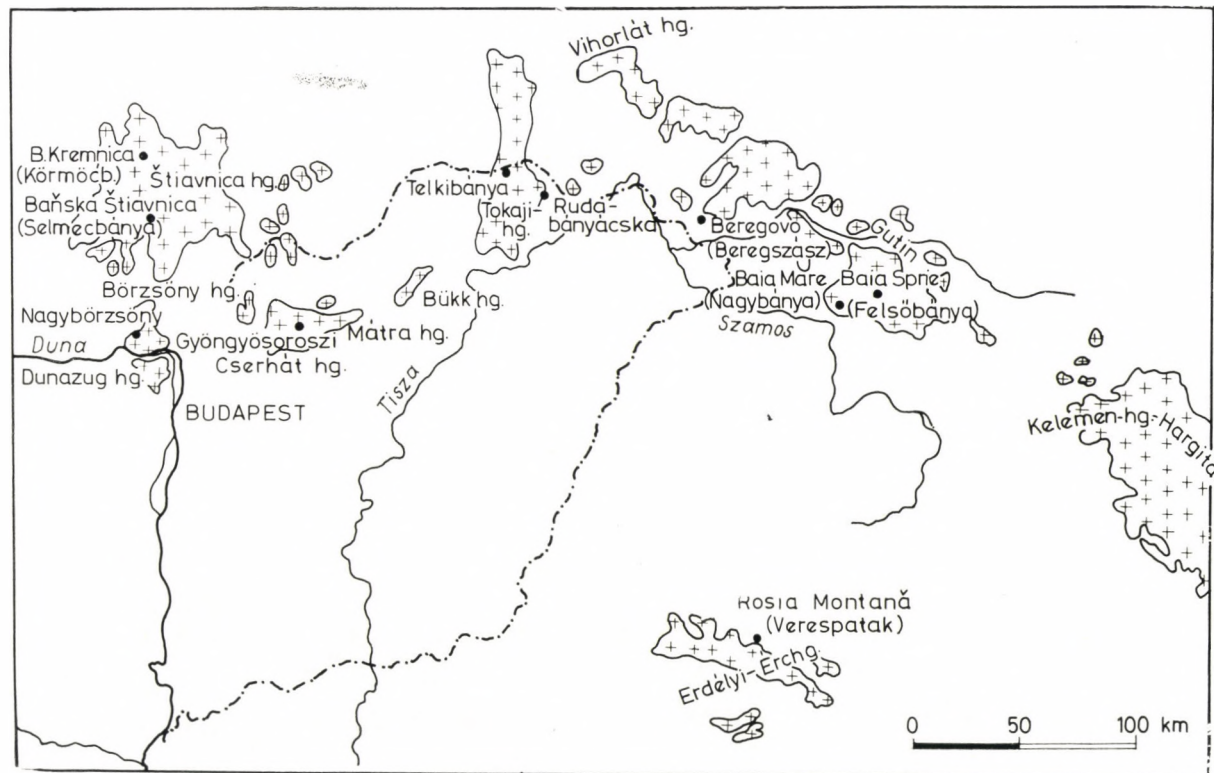 Vihorlát hg.
B.Kremnica
(Körmöcb.)
Štiavnica hg.
Baňská Štiavnica
(Selmecbánya)
Telkibánya
Tokaji-
hg.
Rudabányácska
Beregovo
(Beregszász)
Gutin
Baia Mare
(Nagybánya)
Baia Sprie
(Felsőbánya)
Szamos
Börzsöny hg.
Nagybörzsöny
Duna
Dunazug hg.
BUDAPEST
Gyöngyösoroszi
Mátra hg.
Cserhát hg.
Bükk hg.
Tisza
Kelemen-hg-Hargita
Rosia Montană
(Verespatak)
Erdélyi-Érchg.
0 50 100 km